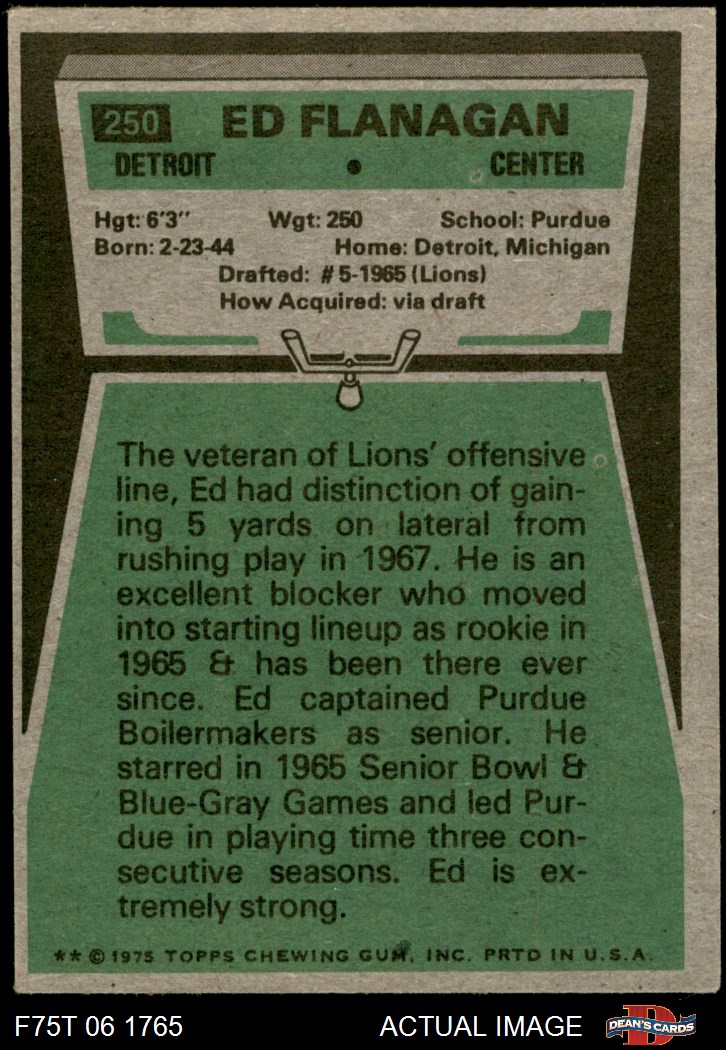 250 ED FLANAGAN
DETROIT • CENTER
Hgt: 6'3" Wgt: 250 School: Purdue
Born: 2-23-44 Home: Detroit, Michigan
Drafted: #5-1965 (Lions)
How Acquired: via draft
The veteran of Lions' offensive
line, Ed had distinction of gain-
ing 5 yards on lateral from
rushing play in 1967. He is an
excellent blocker who moved
into starting lineup as rookie in
1965 & has been there ever
since. Ed captained Purdue
Boilermakers as senior. He
starred in 1965 Senior Bowl &
Blue-Gray Games and led Pur-
due in playing time three con-
secutive seasons. Ed is ex-
tremely strong.
** © 1975 TOPPS CHEWING GUM, INC. PRTD IN U.S.A.
F75T 06 1765 ACTUAL IMAGE D DEAN'S CARDS